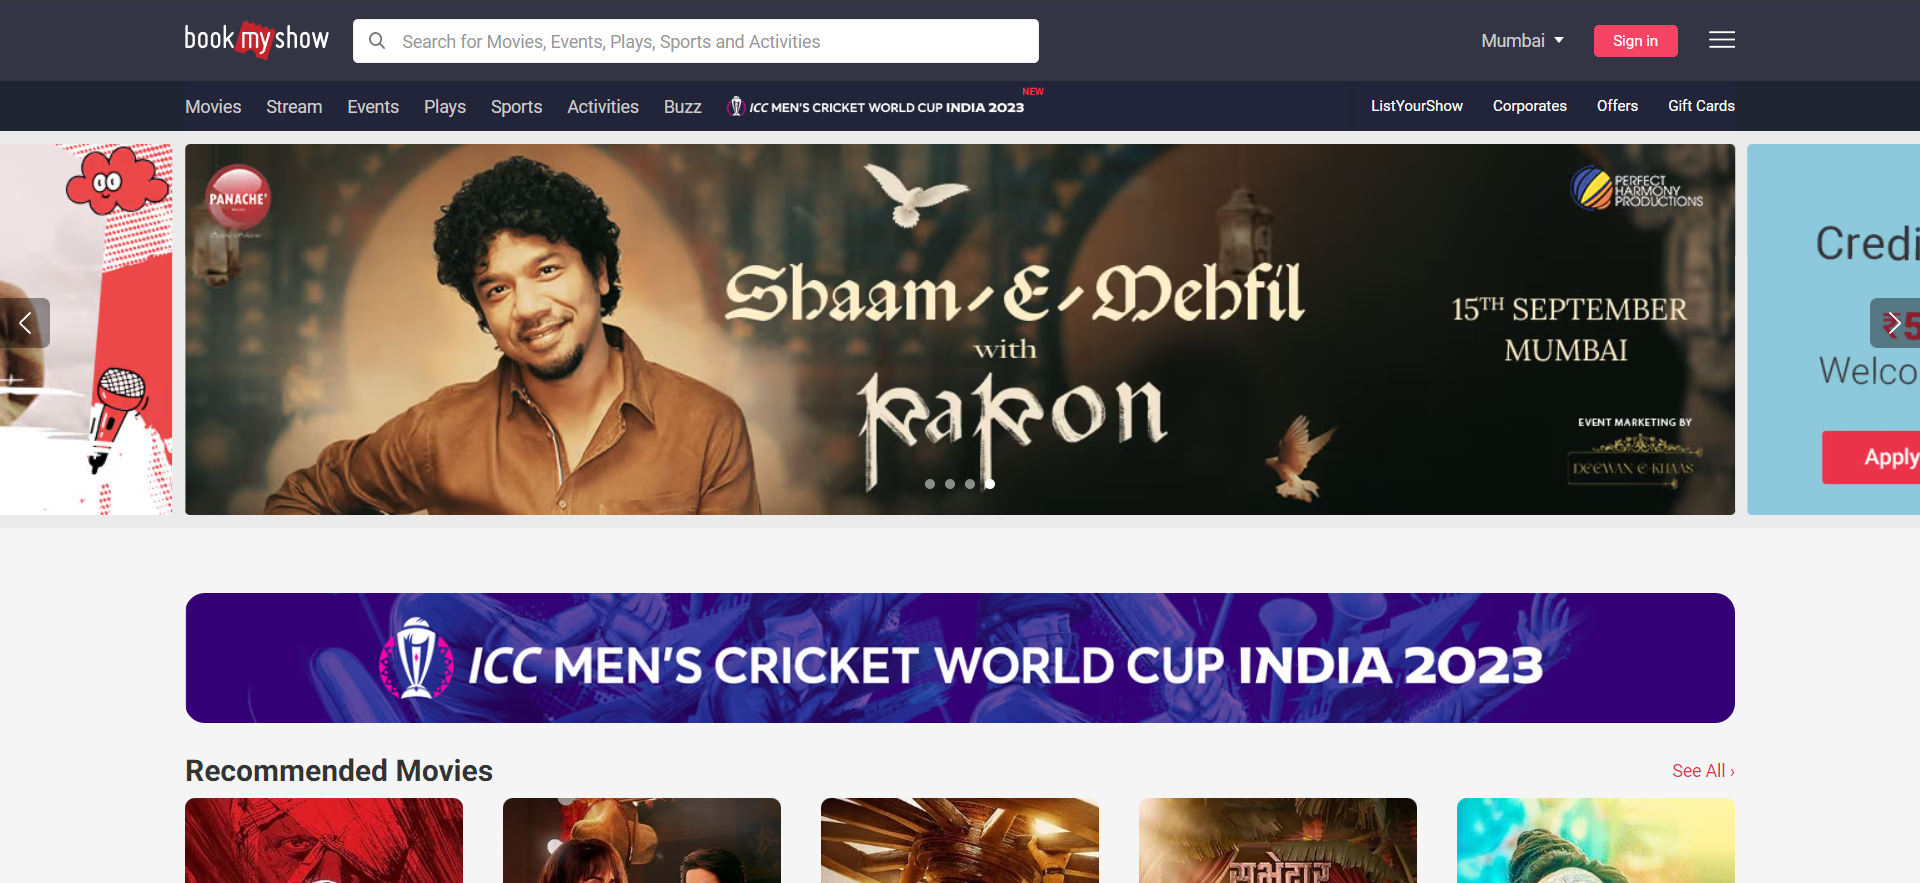 bookmyshow
Search for Movies, Events, Plays, Sports and Activities
Mumbai
Sign in
Movies
Stream
Events
Plays
Sports
Activities
Buzz
ICC MEN'S CRICKET WORLD CUP INDIA 2023
NEW
ListYourShow
Corporates
Offers
Gift Cards
PANACHE'
PERFECT
HARMONY
PRODUCTIONS
Shaam-E-Mehfil
with
Papon
15TH SEPTEMBER
MUMBAI
EVENT MARKETING BY
DEEWAN E KHAAS
Credi
₹5
Welco
Apply
ICC MEN'S CRICKET WORLD CUP INDIA 2023
Recommended Movies
See All ›
सुभेदार